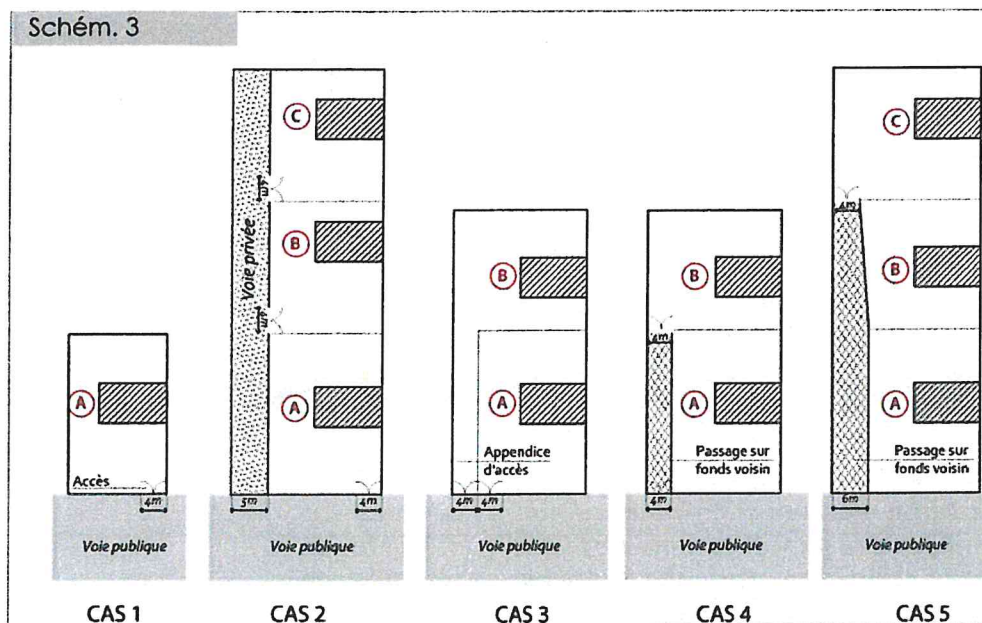 Schém. 3
A
Accès
4m
Voie publique
CAS 1
C
4m
Voie privée
B
4m
A
5m
4m
Voie publique
CAS 2
B
A
Appendice
d'accès
4m
4m
Voie publique
CAS 3
B
4m
A
Passage sur
fonds voisin
4m
Voie publique
CAS 4
C
4m
B
A
Passage sur
fonds voisin
6m
Voie publique
CAS 5